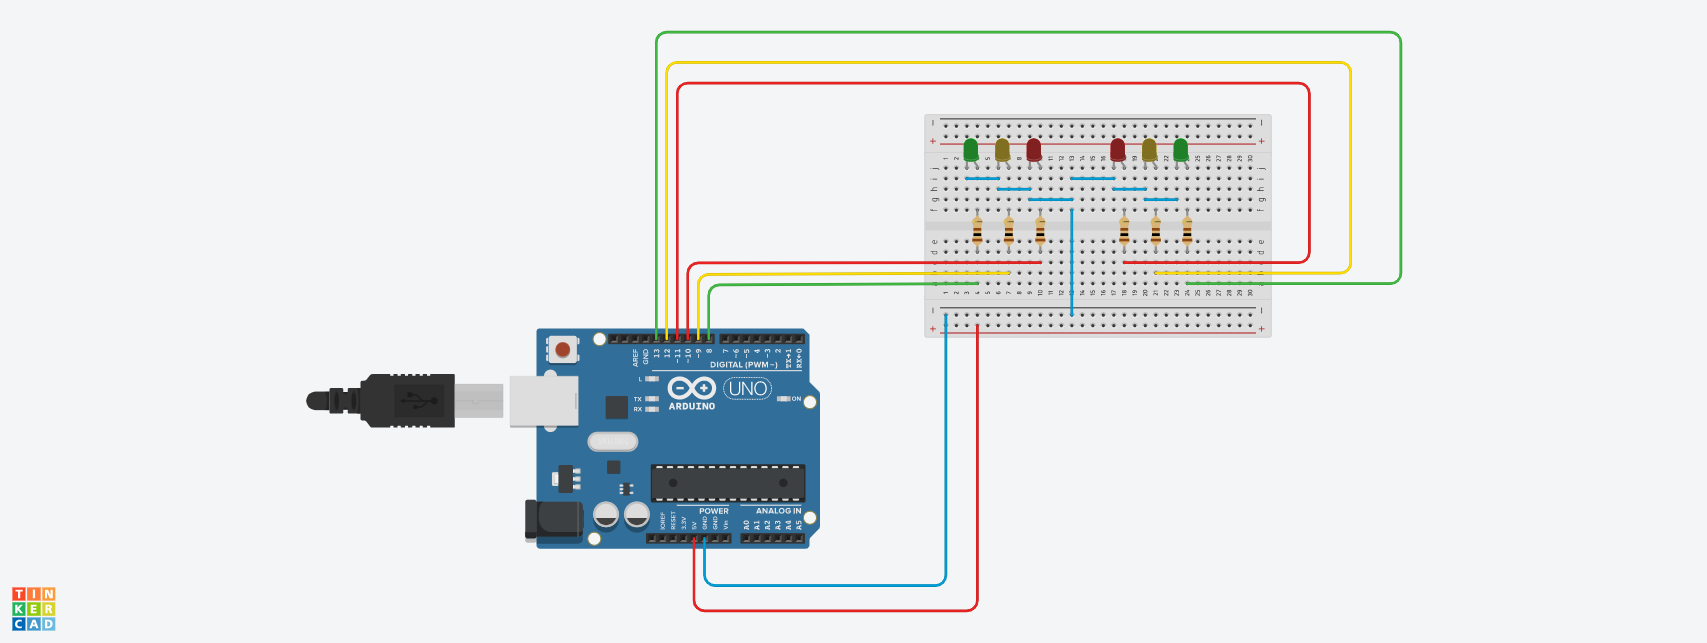 AREF
GND
13
12
~11
~10
~9
8
7
~6
~5
4
~3
2
TX→1
RX←0
DIGITAL (PWM~)
L
TX
RX
ON
UNO
ARDUINO
POWER
ANALOG IN
IOREF
RESET
3.3V
5V
GND
GND
Vin
A0
A1
A2
A3
A4
A5
j
i
h
g
f
e
d
TIN
KER
CAD